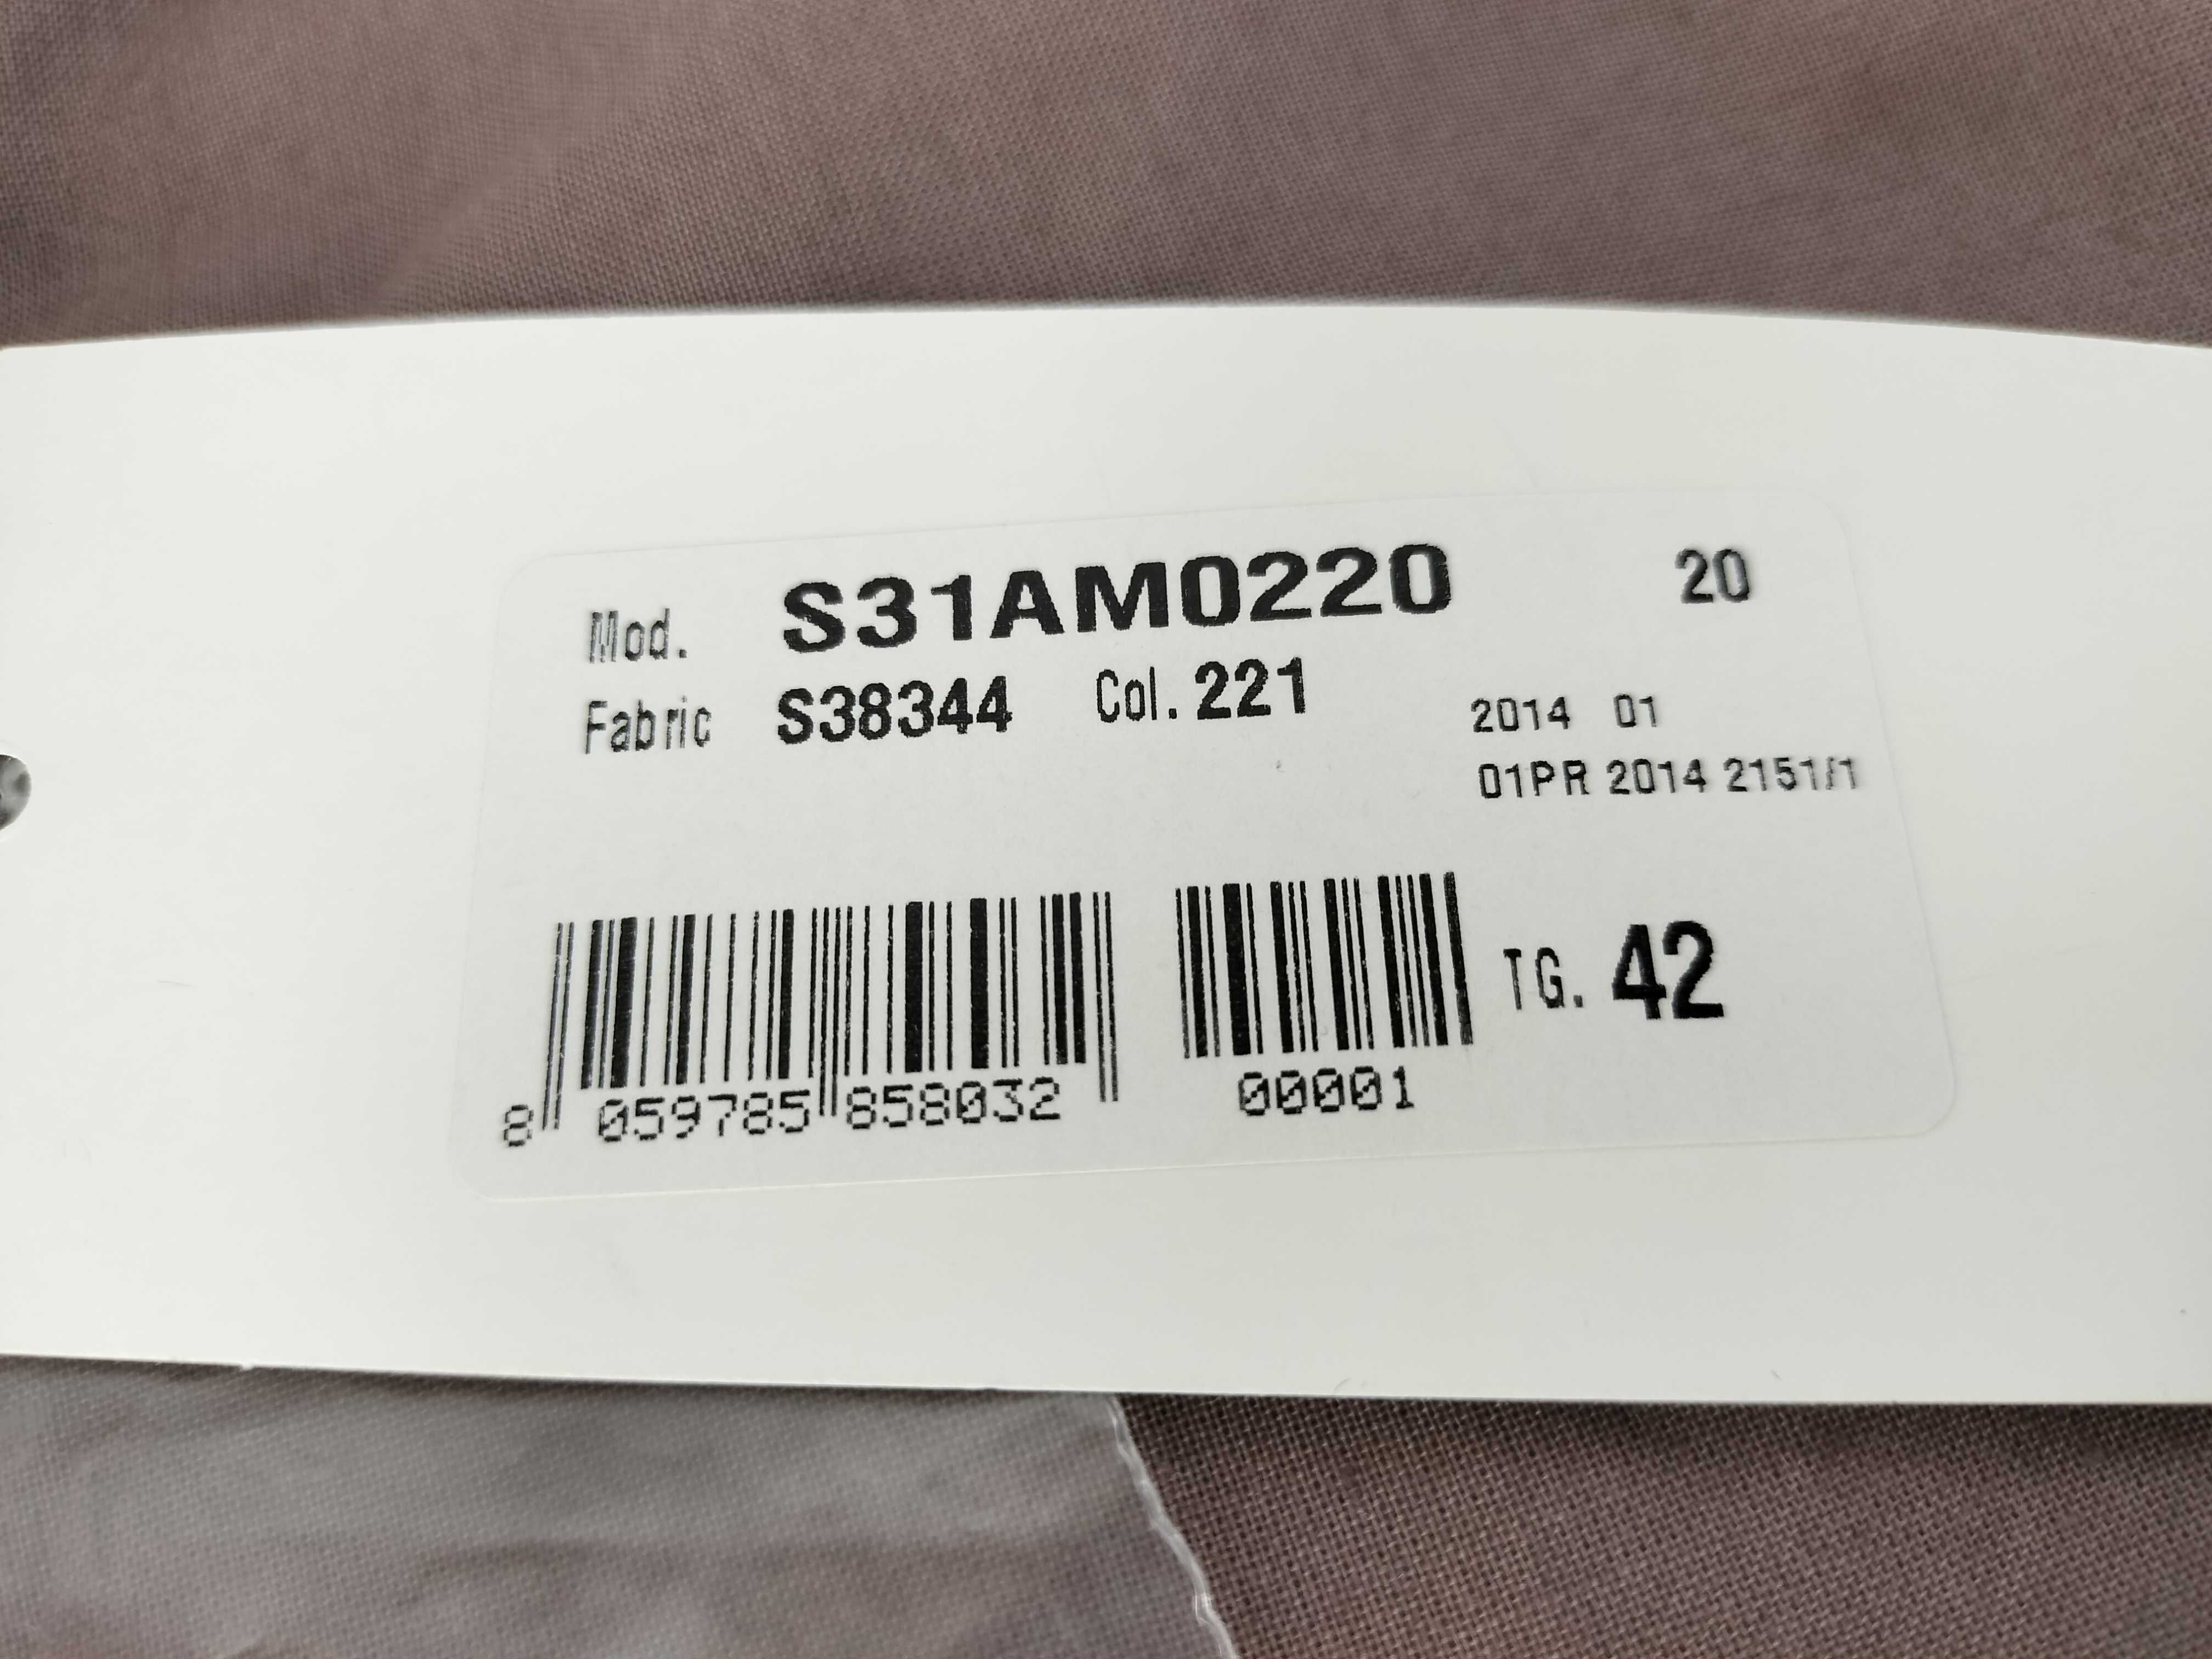 Mod. S31AM0220 20
Fabric S38344 Col. 221
2014 01
01PR 2014 2151/1
TG. 42
8 059785 858032 00001